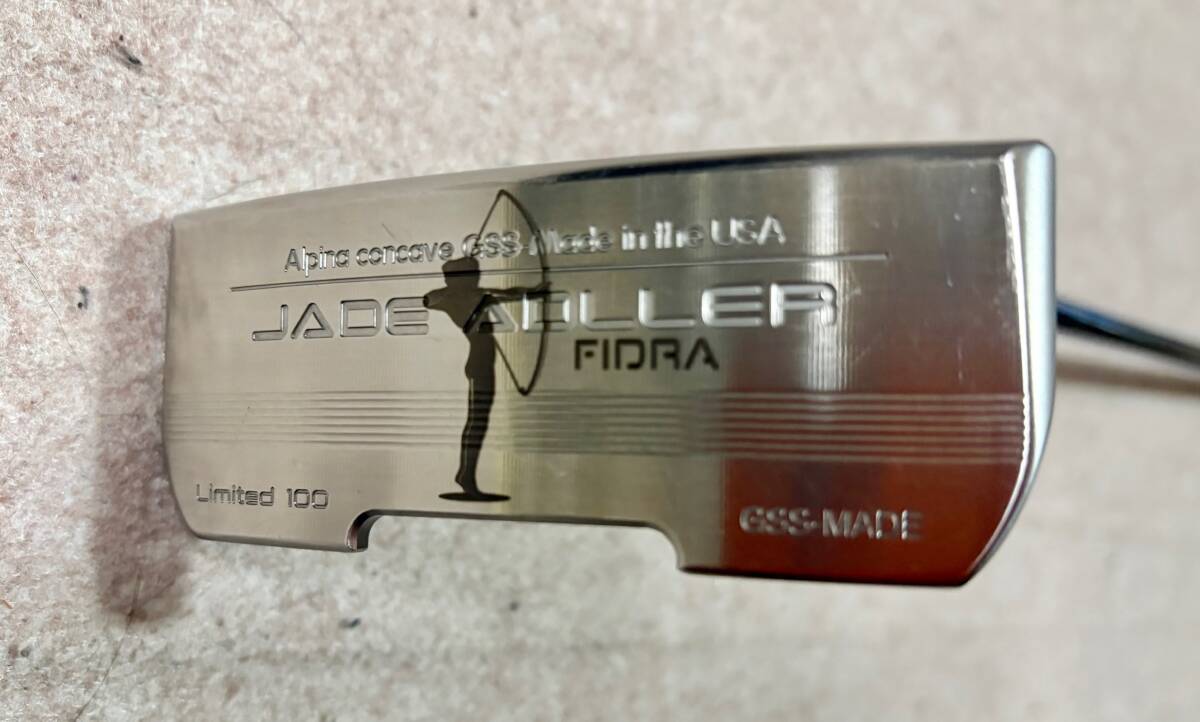 Alpina concave GSS-Made in the USA
JADE ADLLER
FIDRA
Limited 100
GSS-MADE